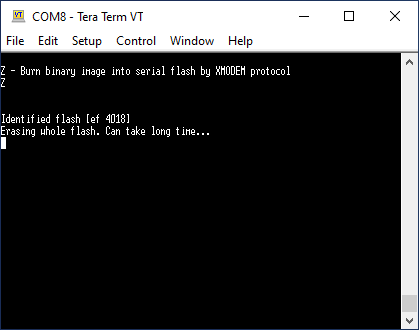 COM8 - Tera Term VT
File Edit Setup Control Window Help
Z - Burn binary image into serial flash by XMODEM protocol
Z
Identified flash [ef 4018]
Erasing whole flash. Can take long time...